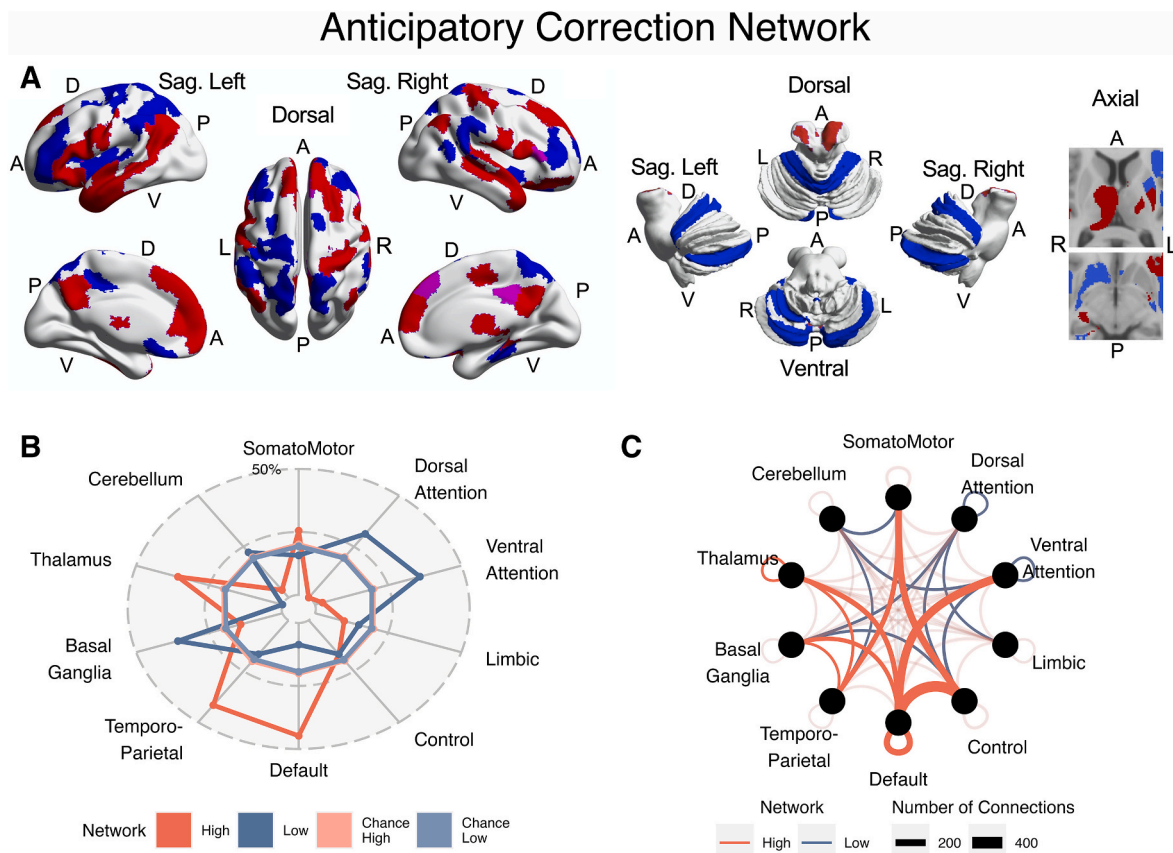 Anticipatory Correction Network
A
D
Sag. Left
P
A
V
Dorsal
A
L
R
P
Sag. Right
D
P
A
V
D
P
A
V
D
P
A
V
Dorsal
A
L
R
P
Sag. Left
D
A
P
V
Sag. Right
D
P
A
V
A
R
L
P
Ventral
Axial
A
R
L
P
B
SomatoMotor
50%
Dorsal
Attention
Ventral
Attention
Limbic
Control
Default
Temporo-
Parietal
Basal
Ganglia
Thalamus
Cerebellum
Network
High
Low
Chance
High
Chance
Low
C
SomatoMotor
Dorsal
Attention
Ventral
Attention
Limbic
Control
Default
Temporo-
Parietal
Basal
Ganglia
Thalamus
Cerebellum
Network
High
Low
Number of Connections
200
400